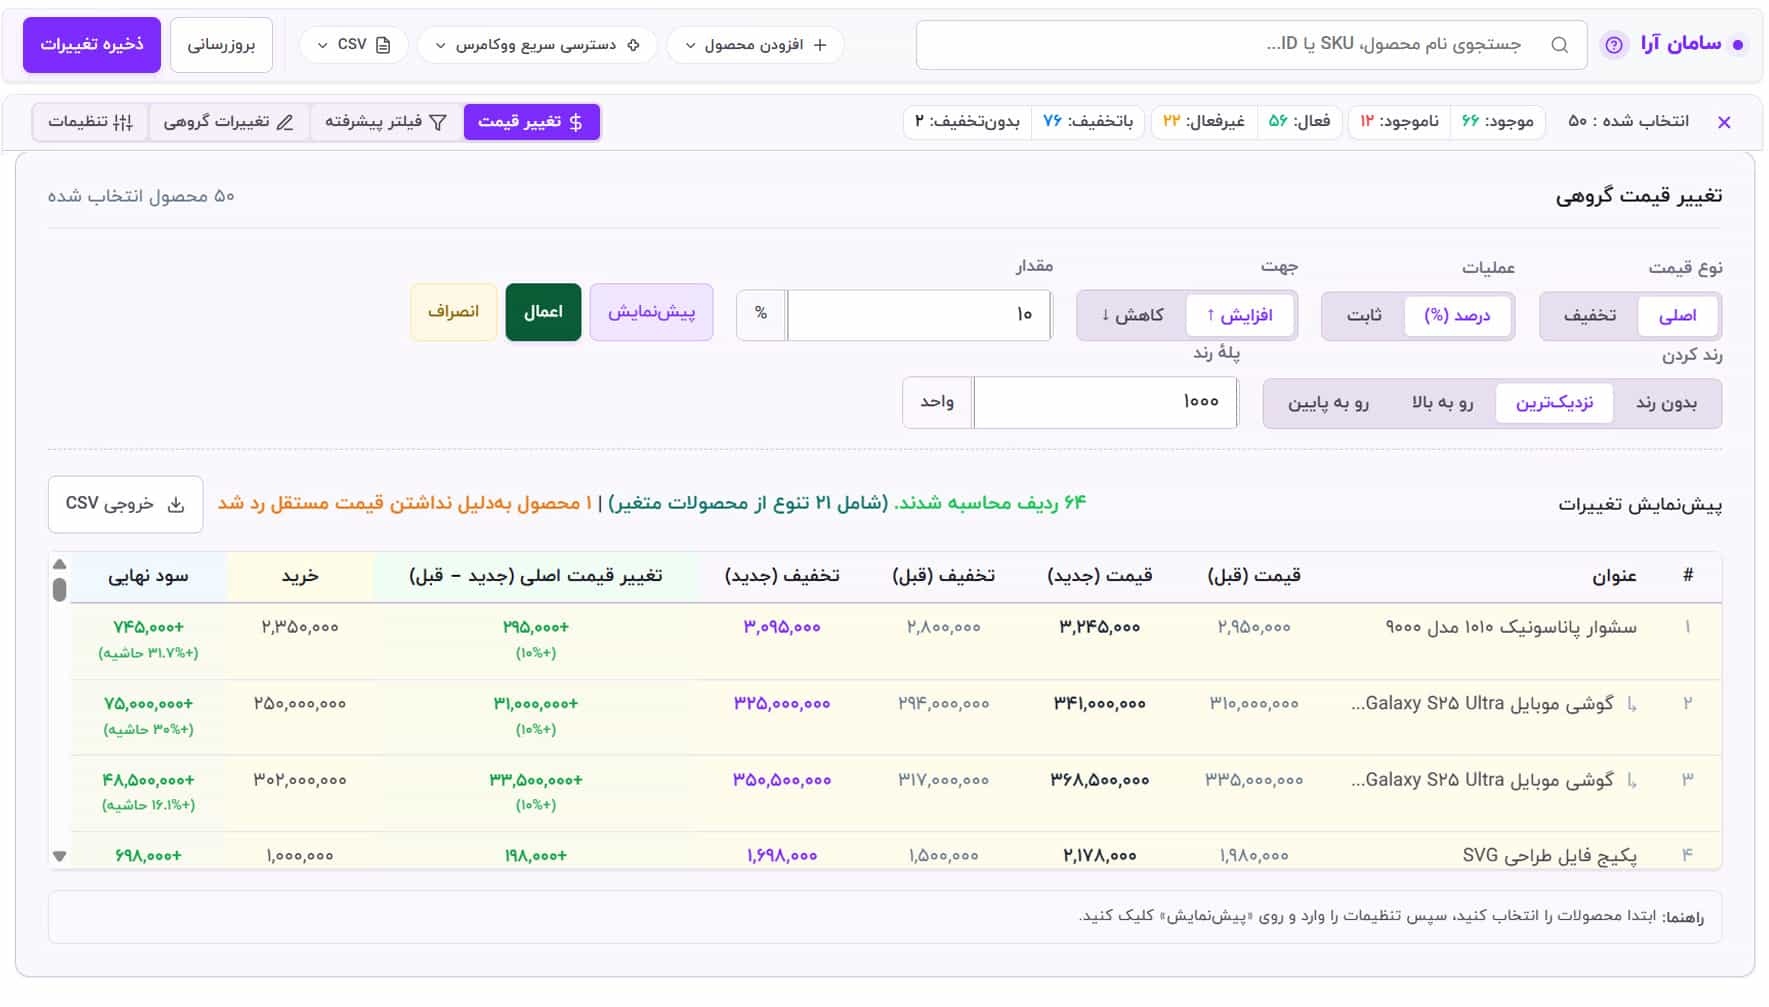 سامان آرا
جستجوی نام محصول، SKU یا ID...
افزودن محصول
دسترسی سریع ووکامرس
CSV
بروزرسانی
ذخیره تغییرات
انتخاب شده : ۵۰
موجود: ۶۶
ناموجود: ۱۲
فعال: ۵۶
غیرفعال: ۲۲
باتخفیف: ۷۶
بدون‌تخفیف: ۲
$ تغییر قیمت
فیلتر پیشرفته
تغییرات گروهی
تنظیمات
تغییر قیمت گروهی
۵۰ محصول انتخاب شده
نوع قیمت
اصلی تخفیف
عملیات
درصد (%) ثابت
جهت
افزایش ↑ کاهش ↓
مقدار
۱۰ %
پیش‌نمایش
اعمال
انصراف
رند کردن
بدون رند نزدیک‌ترین رو به بالا رو به پایین
پلهٔ رند
۱۰۰۰ واحد
پیش‌نمایش تغییرات
۶۴ ردیف محاسبه شدند. (شامل ۲۱ تنوع از محصولات متغیر) | ۱ محصول به‌دلیل نداشتن قیمت مستقل رد شد
خروجی CSV
# عنوان قیمت (قبل) قیمت (جدید) تخفیف (قبل) تخفیف (جدید) تغییر قیمت اصلی (جدید − قبل) خرید سود نهایی
۱ سشوار پاناسونیک ۱۰۱۰ مدل ۹۰۰۰ ۲,۹۵۰,۰۰۰ ۳,۲۴۵,۰۰۰ ۲,۸۰۰,۰۰۰ ۳,۰۹۵,۰۰۰ +۲۹۵,۰۰۰ ۲,۳۵۰,۰۰۰ +۷۴۵,۰۰۰
(+۱۰%) (+۳۱.۷% حاشیه)
۲ ↳ گوشی موبایل Galaxy S۲۵ Ultra... ۳۱۰,۰۰۰,۰۰۰ ۳۴۱,۰۰۰,۰۰۰ ۲۹۴,۰۰۰,۰۰۰ ۳۲۵,۰۰۰,۰۰۰ +۳۱,۰۰۰,۰۰۰ ۲۵۰,۰۰۰,۰۰۰ +۷۵,۰۰۰,۰۰۰
(+۱۰%) (+۳۰% حاشیه)
۳ ↳ گوشی موبایل Galaxy S۲۵ Ultra... ۳۳۵,۰۰۰,۰۰۰ ۳۶۸,۵۰۰,۰۰۰ ۳۱۷,۰۰۰,۰۰۰ ۳۵۰,۵۰۰,۰۰۰ +۳۳,۵۰۰,۰۰۰ ۳۰۲,۰۰۰,۰۰۰ +۴۸,۵۰۰,۰۰۰
(+۱۰%) (+۱۶.۱% حاشیه)
۴ پکیج فایل طراحی SVG ۱,۹۸۰,۰۰۰ ۲,۱۷۸,۰۰۰ ۱,۵۰۰,۰۰۰ ۱,۶۹۸,۰۰۰ +۱۹۸,۰۰۰ ۱,۰۰۰,۰۰۰ +۶۹۸,۰۰۰
راهنما: ابتدا محصولات را انتخاب کنید، سپس تنظیمات را وارد و روی «پیش‌نمایش» کلیک کنید.